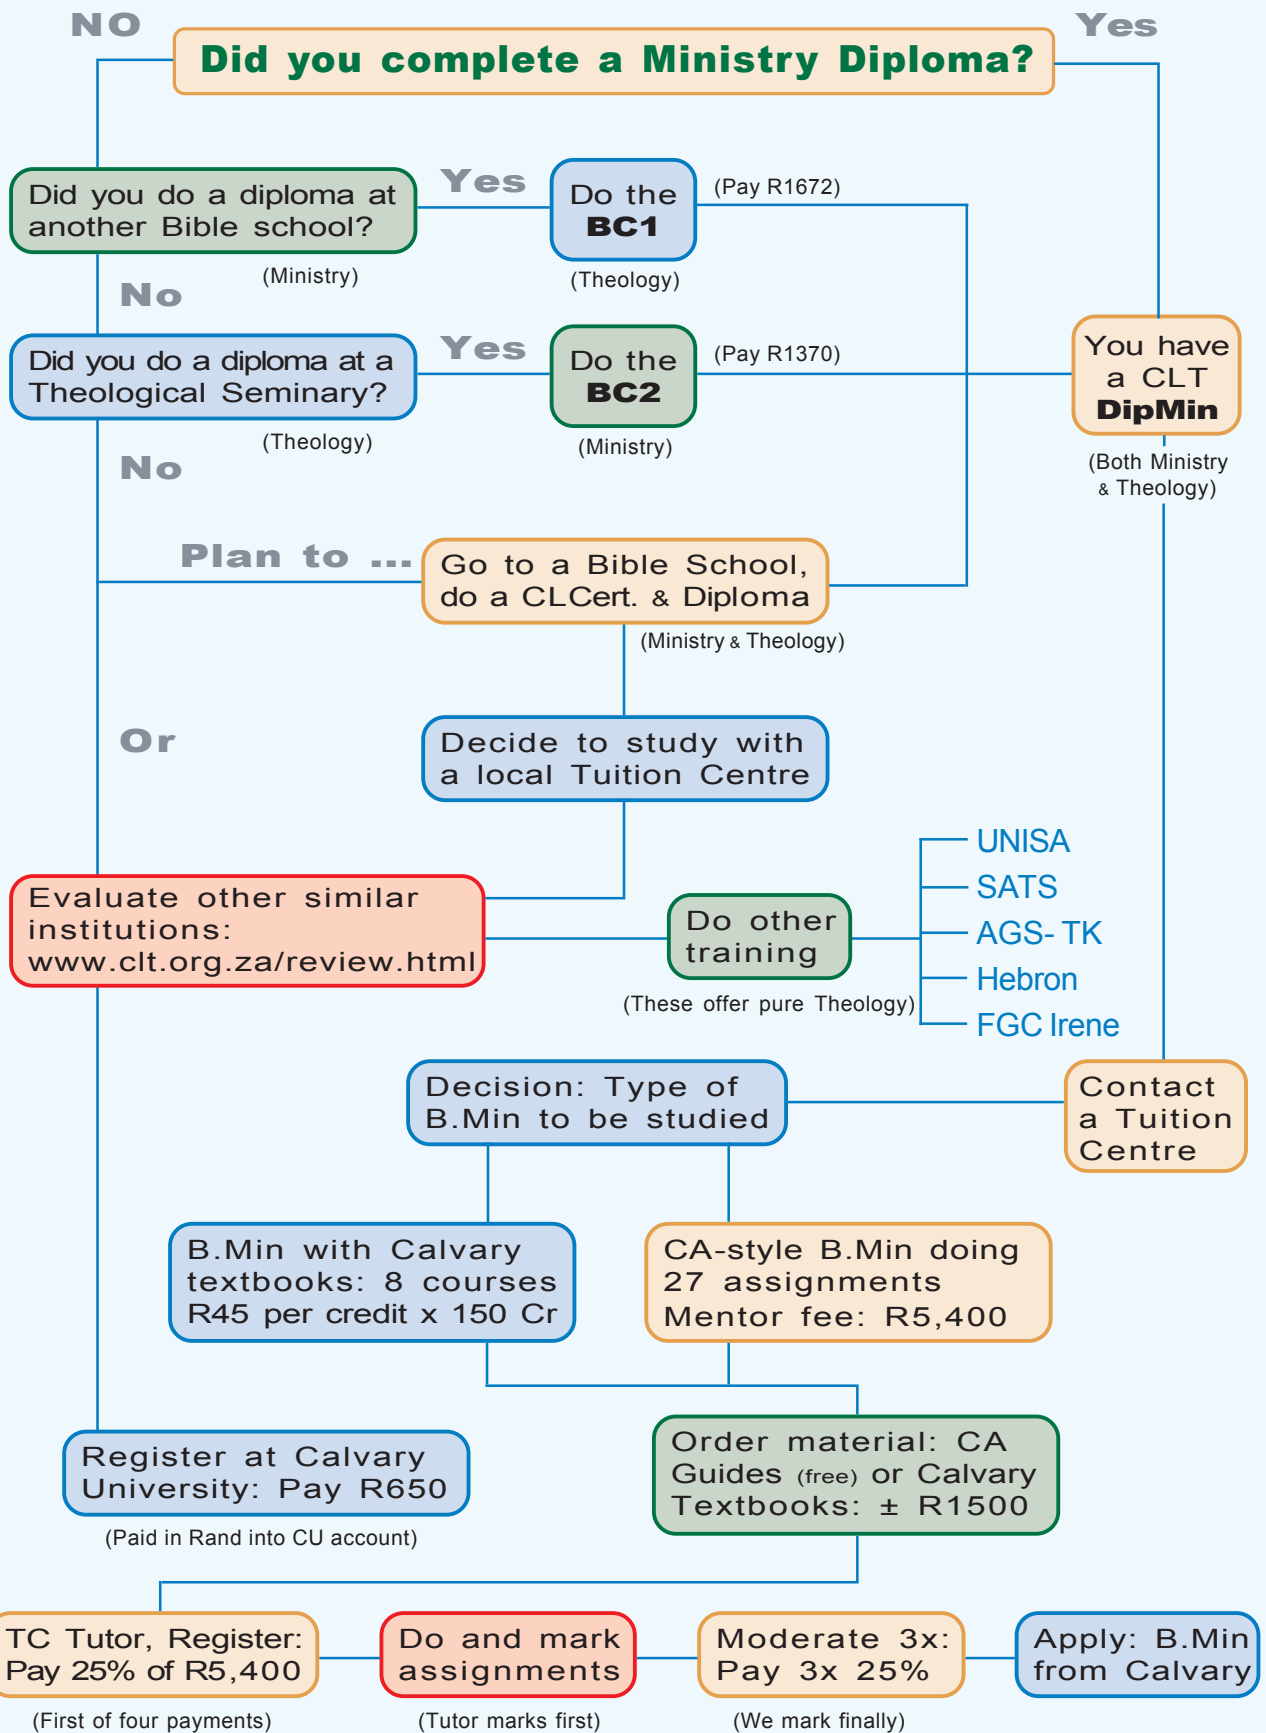 NO
Yes
Did you complete a Ministry Diploma?
Did you do a diploma at
another Bible school?
(Ministry)
Yes
Do the
BC1
(Theology)
(Pay R1672)
No
Did you do a diploma at a
Theological Seminary?
(Theology)
Yes
Do the
BC2
(Ministry)
(Pay R1370)
You have
a CLT
DipMin
(Both Ministry
& Theology)
No
Plan to ...
Go to a Bible School,
do a CLCert. & Diploma
(Ministry & Theology)
Or
Decide to study with
a local Tuition Centre
Evaluate other similar
institutions:
www.clt.org.za/review.html
Do other
training
(These offer pure Theology)
UNISA
SATS
AGS- TK
Hebron
FGC Irene
Decision: Type of
B.Min to be studied
Contact
a Tuition
Centre
B.Min with Calvary
textbooks: 8 courses
R45 per credit x 150 Cr
CA-style B.Min doing
27 assignments
Mentor fee: R5,400
Register at Calvary
University: Pay R650
(Paid in Rand into CU account)
Order material: CA
Guides (free) or Calvary
Textbooks: ± R1500
TC Tutor, Register:
Pay 25% of R5,400
(First of four payments)
Do and mark
assignments
(Tutor marks first)
Moderate 3x:
Pay 3x 25%
(We mark finally)
Apply: B.Min
from Calvary